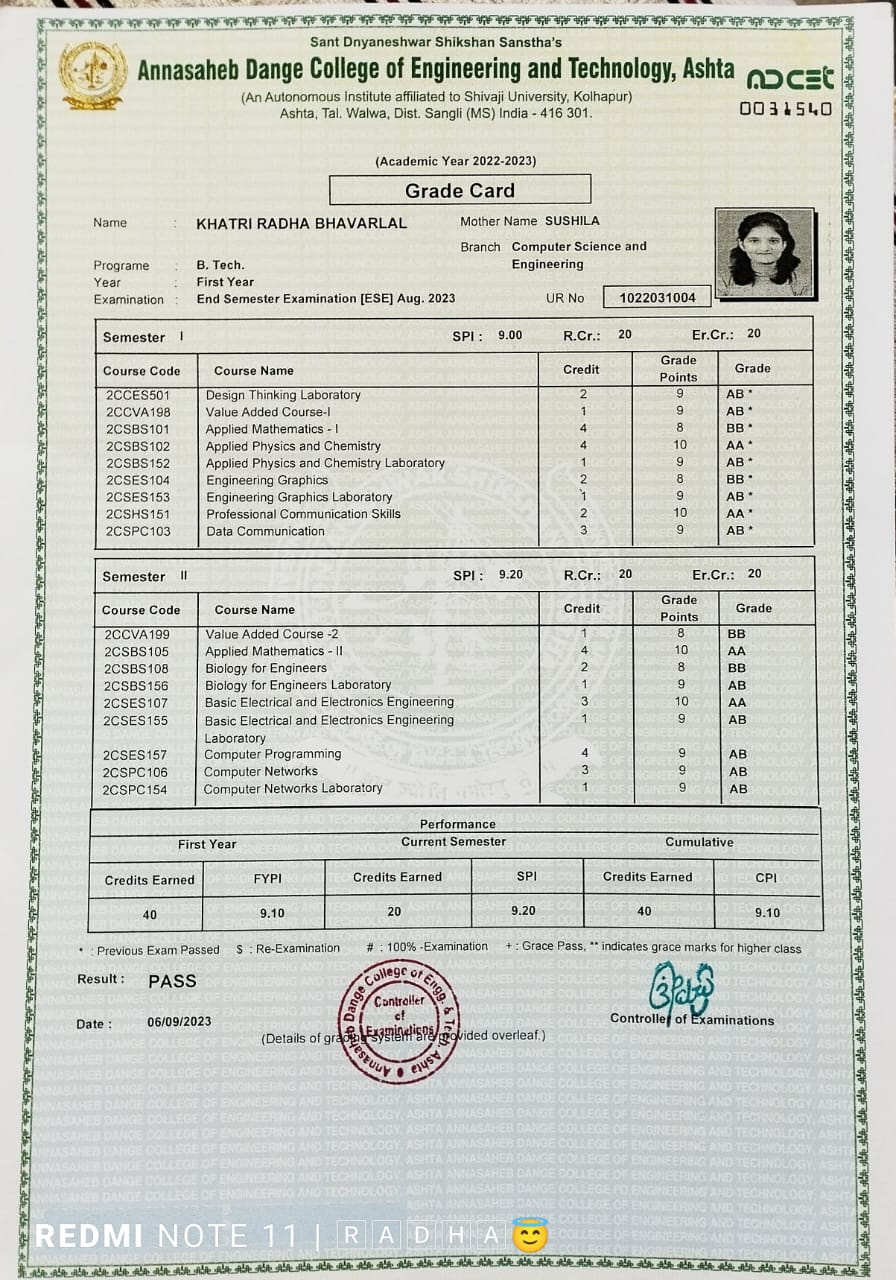 Sant Dnyaneshwar Shikshan Sanstha's
Annasaheb Dange College of Engineering and Technology, Ashta
ADCET
(An Autonomous Institute affiliated to Shivaji University, Kolhapur)
0031540
Ashta, Tal. Walwa, Dist. Sangli (MS) India - 416 301.
(Academic Year 2022-2023)
Grade Card
Name : KHATRI RADHA BHAVARLAL Mother Name SUSHILA
Branch Computer Science and Engineering
Programe : B. Tech.
Year : First Year
Examination : End Semester Examination [ESE] Aug. 2023 UR No 1022031004
Semester I SPI : 9.00 R.Cr.: 20 Er.Cr.: 20
Course Code Course Name Credit Grade Points Grade
2CCES501 Design Thinking Laboratory 2 9 AB *
2CCVA198 Value Added Course-I 1 9 AB *
2CSBS101 Applied Mathematics - I 4 8 BB *
2CSBS102 Applied Physics and Chemistry 4 10 AA *
2CSBS152 Applied Physics and Chemistry Laboratory 1 9 AB *
2CSES104 Engineering Graphics 2 8 BB *
2CSES153 Engineering Graphics Laboratory 1 9 AB *
2CSHS151 Professional Communication Skills 2 10 AA *
2CSPC103 Data Communication 3 9 AB *
Semester II SPI : 9.20 R.Cr.: 20 Er.Cr.: 20
Course Code Course Name Credit Grade Points Grade
2CCVA199 Value Added Course -2 1 8 BB
2CSBS105 Applied Mathematics - II 4 10 AA
2CSBS108 Biology for Engineers 2 8 BB
2CSBS156 Biology for Engineers Laboratory 1 9 AB
2CSES107 Basic Electrical and Electronics Engineering 3 10 AA
2CSES155 Basic Electrical and Electronics Engineering 1 9 AB
Laboratory
2CSES157 Computer Programming 4 9 AB
2CSPC106 Computer Networks 3 9 AB
2CSPC154 Computer Networks Laboratory 1 9 AB
Performance
First Year Current Semester Cumulative
Credits Earned FYPI Credits Earned SPI Credits Earned CPI
40 9.10 20 9.20 40 9.10
* : Previous Exam Passed $ : Re-Examination # : 100% -Examination + : Grace Pass, ** indicates grace marks for higher class
Result : PASS
Annasaheb Dange College of Engg. & Tech. Ashta
Controller of Examinations
Date : 06/09/2023
Controller of Examinations
(Details of grading system are provided overleaf.)
REDMI NOTE 11 | RADHA😇